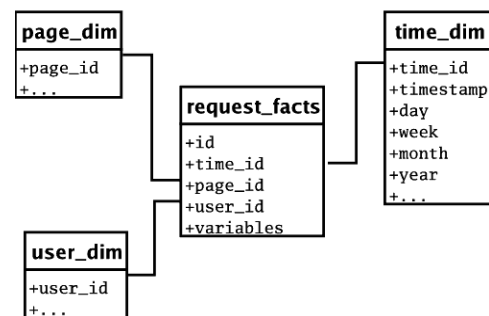 page_dim
+page_id
+...
request_facts
+id
+time_id
+page_id
+user_id
+variables
time_dim
+time_id
+timestamp
+day
+week
+month
+year
+...
user_dim
+user_id
+...